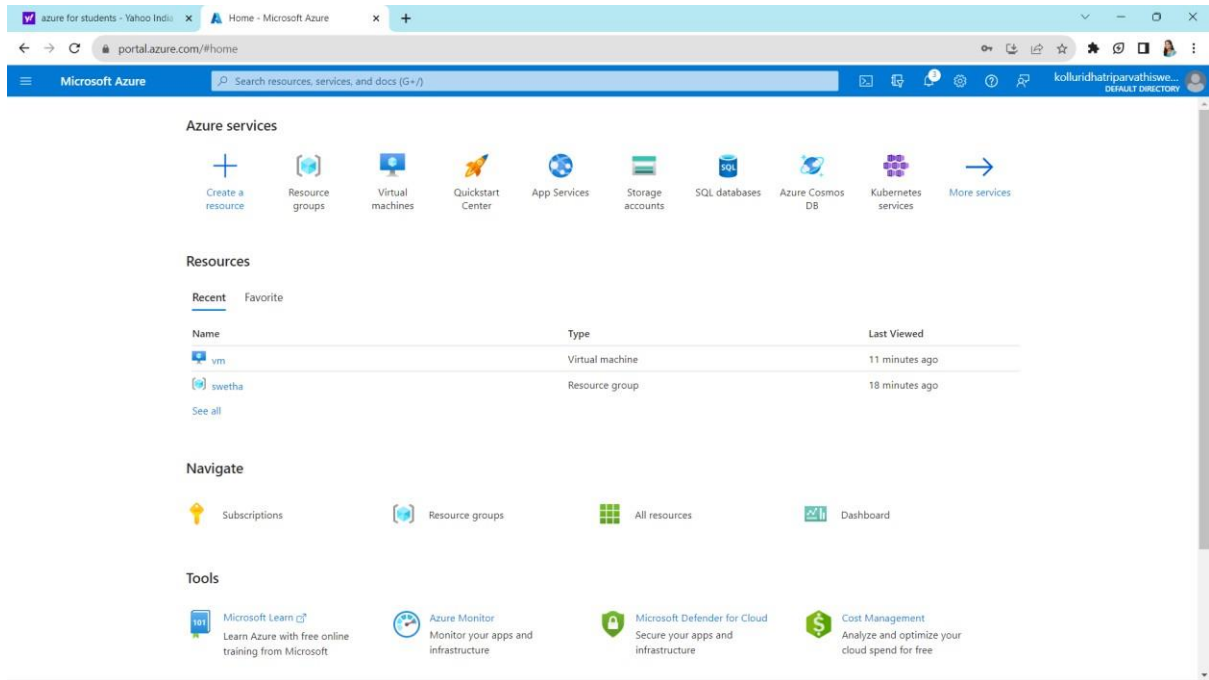 azure for students - Yahoo India
Home - Microsoft Azure
portal.azure.com/#home
Microsoft Azure
Search resources, services, and docs (G+/)
3
kolluridhatriparvathiswe...
DEFAULT DIRECTORY
Azure services
Create a resource
Resource groups
Virtual machines
Quickstart Center
App Services
Storage accounts
SQL
SQL databases
Azure Cosmos DB
Kubernetes services
More services
Resources
Recent Favorite
Name Type Last Viewed
vm Virtual machine 11 minutes ago
swetha Resource group 18 minutes ago
See all
Navigate
Subscriptions Resource groups All resources Dashboard
Tools
101
Microsoft Learn
Learn Azure with free online
training from Microsoft
Azure Monitor
Monitor your apps and
infrastructure
Microsoft Defender for Cloud
Secure your apps and
infrastructure
Cost Management
Analyze and optimize your
cloud spend for free